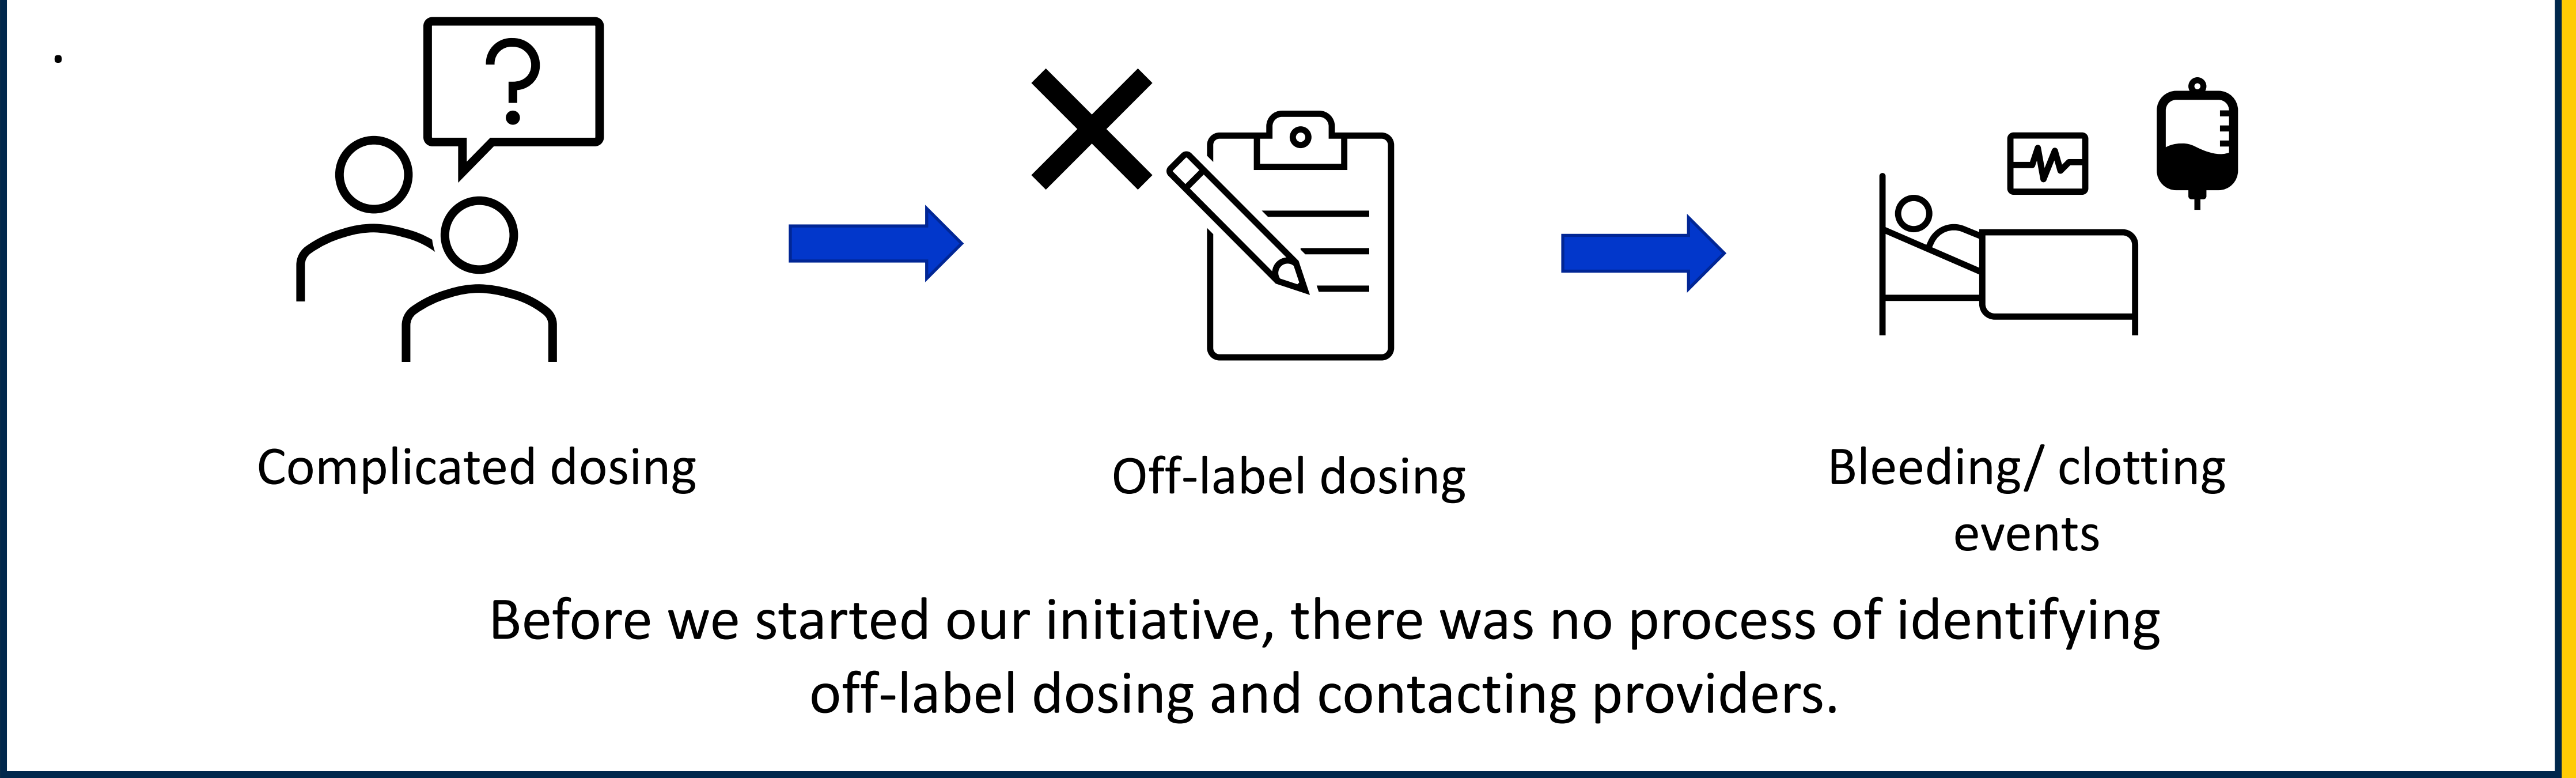 .
?
Complicated dosing
Off-label dosing
Bleeding/ clotting
events
Before we started our initiative, there was no process of identifying
off-label dosing and contacting providers.